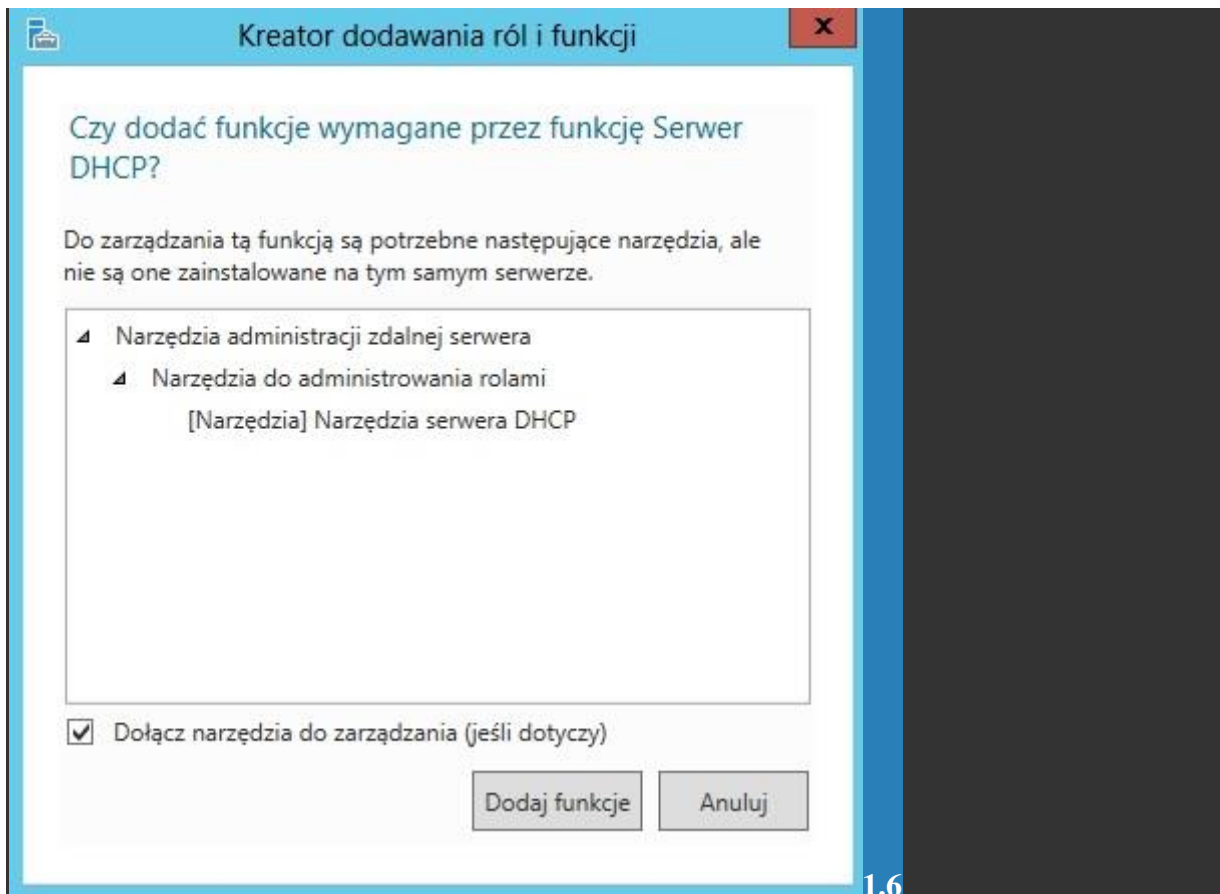 Kreator dodawania ról i funkcji
x
Czy dodać funkcje wymagane przez funkcję Serwer
DHCP?
Do zarządzania tą funkcją są potrzebne następujące narzędzia, ale
nie są one zainstalowane na tym samym serwerze.
Narzędzia administracji zdalnej serwera
Narzędzia do administrowania rolami
[Narzędzia] Narzędzia serwera DHCP
Dołącz narzędzia do zarządzania (jeśli dotyczy)
Dodaj funkcje
Anuluj
1.6